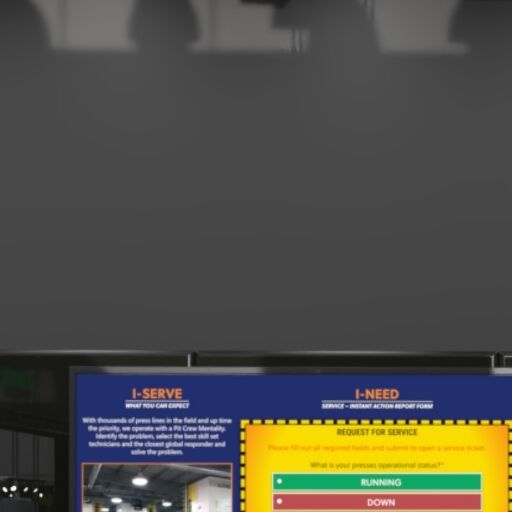 I-SERVE
WHAT YOU CAN EXPECT
With thousands of press lines in the field and up time
the priority, we operate with a Pit Crew Mentality.
Identify the problem, select the best skill set
technicians and the closest global responder and
solve the problem.
I-NEED
SERVICE – INSTANT ACTION REPORT FORM
REQUEST FOR SERVICE
Please fill out all required fields and submit to open a service ticket.
What is your presses operational status?*
RUNNING
DOWN